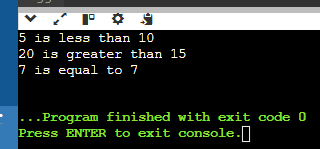 5 is less than 10
20 is greater than 15
7 is equal to 7
...Program finished with exit code 0
Press ENTER to exit console.